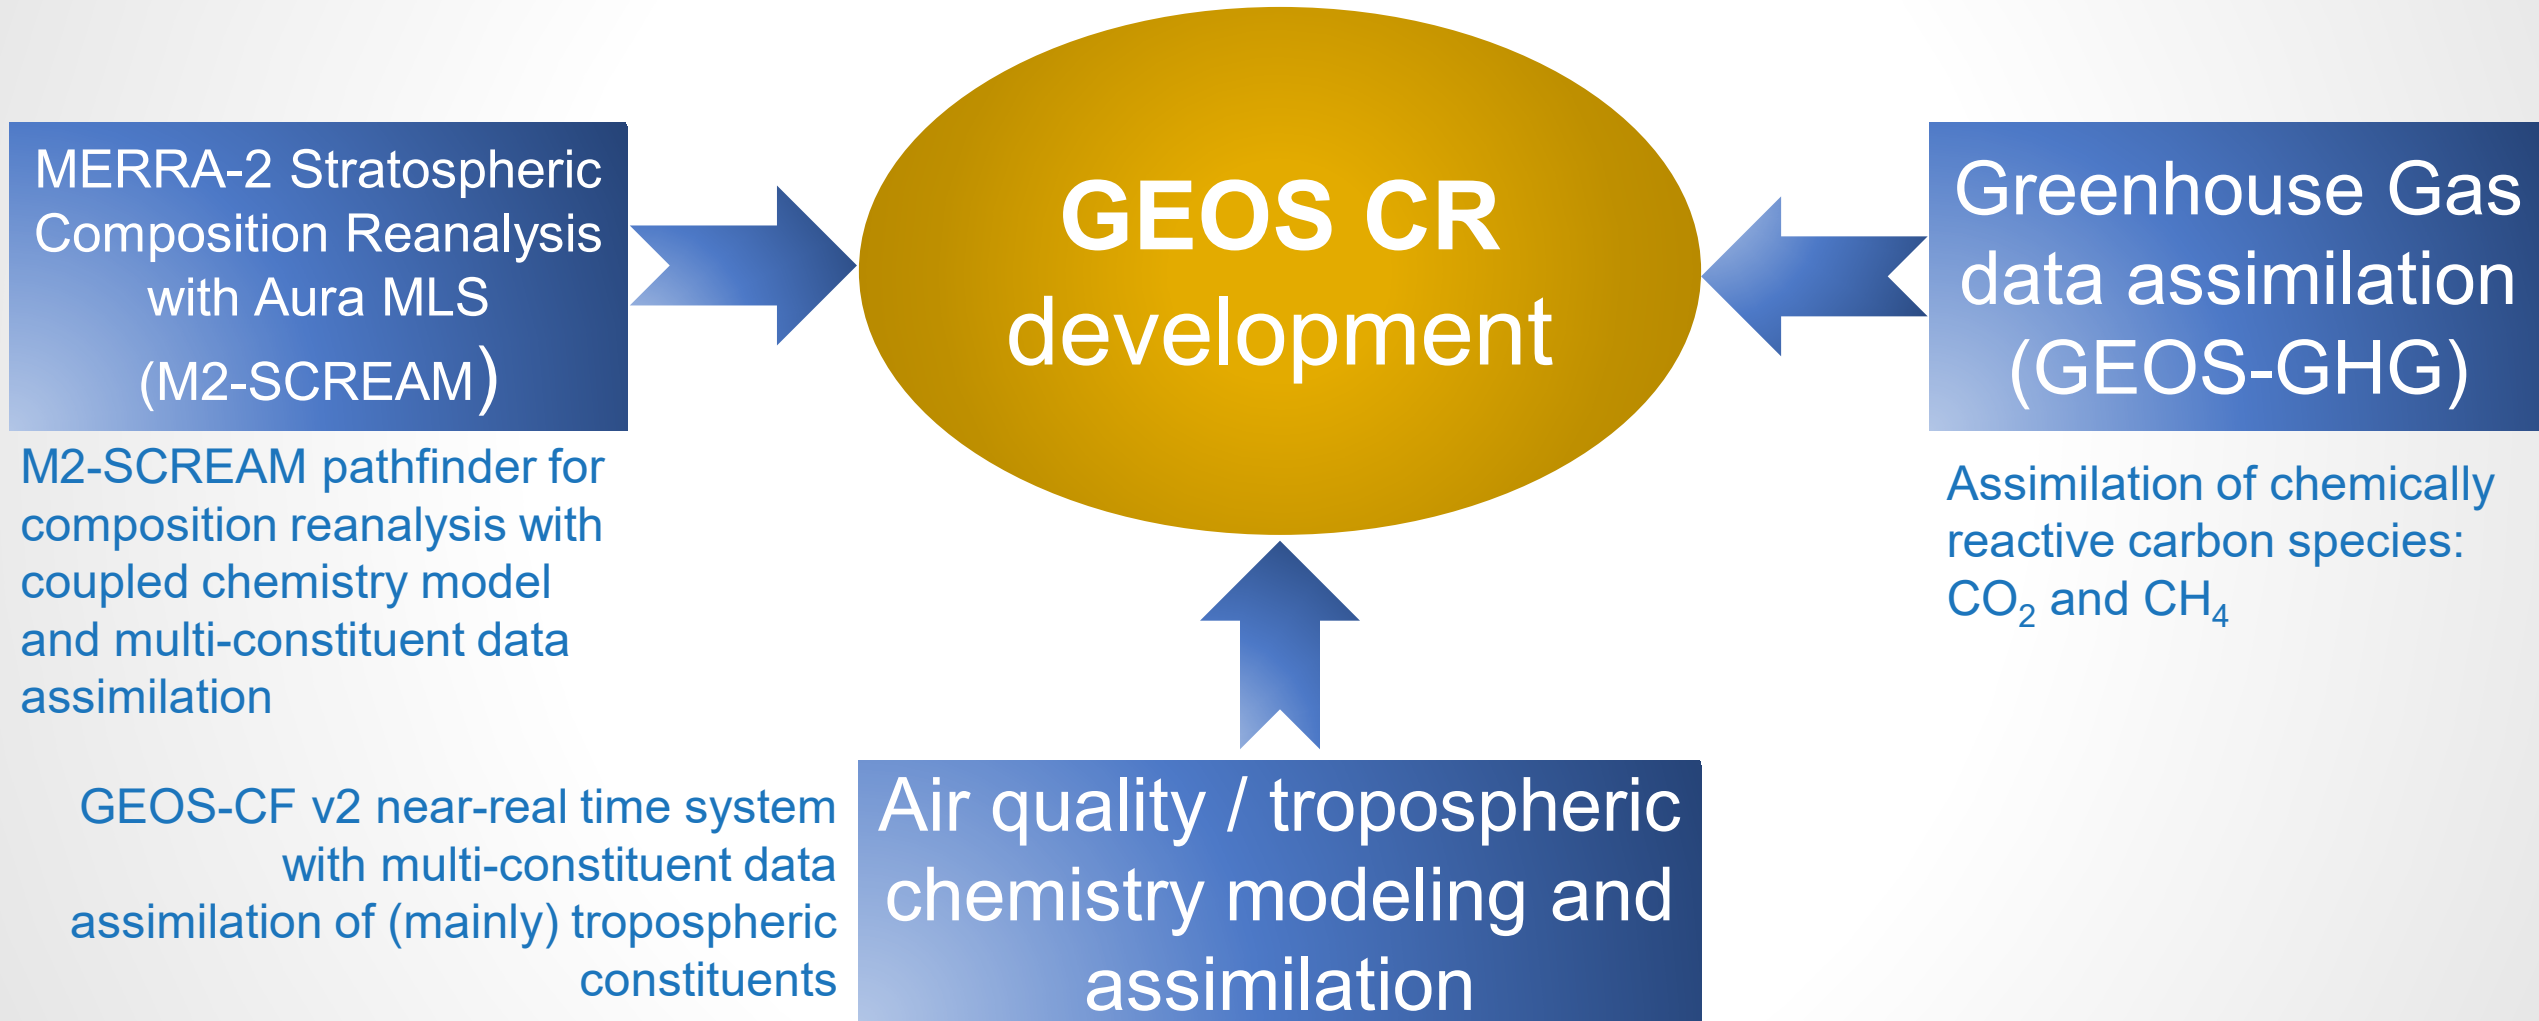 MERRA-2 Stratospheric
Composition Reanalysis
with Aura MLS
(M2-SCREAM)
M2-SCREAM pathfinder for
composition reanalysis with
coupled chemistry model
and multi-constituent data
assimilation
GEOS CR
development
Greenhouse Gas
data assimilation
(GEOS-GHG)
Assimilation of chemically
reactive carbon species:
CO₂ and CH₄
GEOS-CF v2 near-real time system
with multi-constituent data
assimilation of (mainly) tropospheric
constituents
Air quality / tropospheric
chemistry modeling and
assimilation